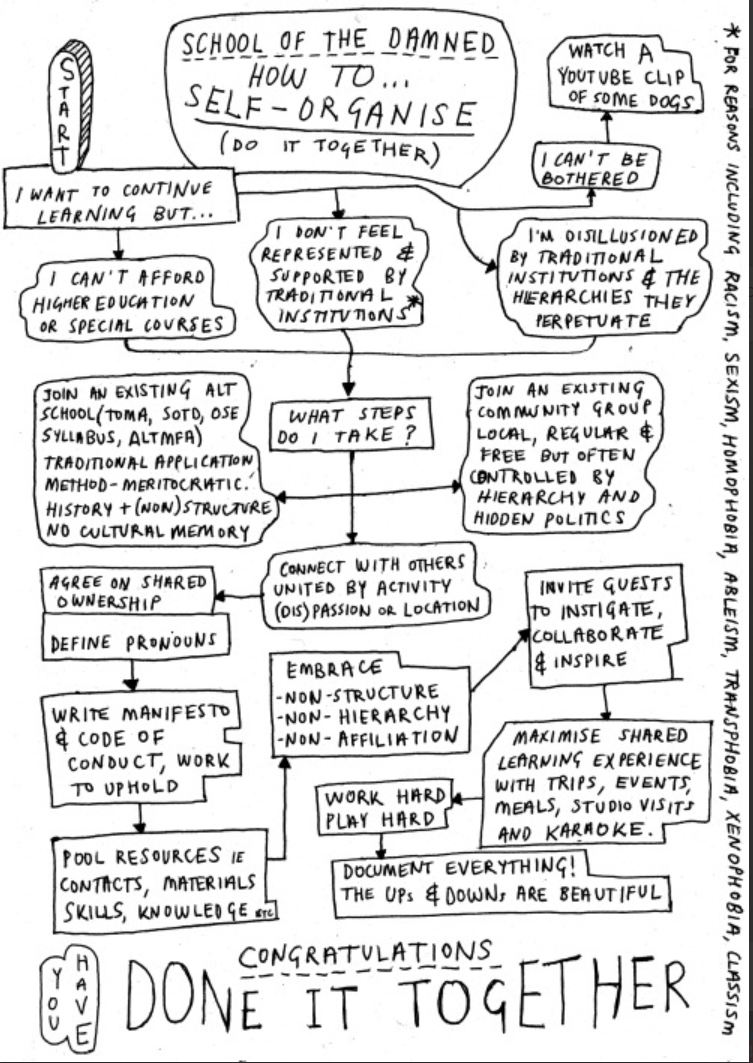 SCHOOL OF THE DAMNED
HOW TO...
SELF-ORGANISE
(DO IT TOGETHER)
START
I WANT TO CONTINUE
LEARNING BUT...
WATCH A
YOUTUBE CLIP
OF SOME DOGS
I CAN'T BE
BOTHERED
I CAN'T AFFORD
HIGHER EDUCATION
OR SPECIAL COURSES
I DON'T FEEL
REPRESENTED &
SUPPORTED BY
TRADITIONAL
INSTITUTIONS*
I'M DISILLUSIONED
BY TRADITIONAL
INSTITUTIONS & THE
HIERARCHIES THEY
PERPETUATE
WHAT STEPS
DO I TAKE?
JOIN AN EXISTING ALT
SCHOOL (TOMA, SOTD, OSE
SYLLABUS, ALTMFA)
TRADITIONAL APPLICATION
METHOD-MERITOCRATIC.
HISTORY + (NON)STRUCTURE
NO CULTURAL MEMORY
JOIN AN EXISTING
COMMUNITY GROUP
LOCAL, REGULAR &
FREE BUT OFTEN
CONTROLLED BY
HIERARCHY AND
HIDDEN POLITICS
CONNECT WITH OTHERS
UNITED BY ACTIVITY
(DIS)PASSION OR LOCATION
AGREE ON SHARED
OWNERSHIP
DEFINE PRONOUNS
WRITE MANIFESTO
& CODE OF
CONDUCT, WORK
TO UPHOLD
POOL RESOURCES IE
CONTACTS, MATERIALS
SKILLS, KNOWLEDGE ETC
EMBRACE
-NON-STRUCTURE
-NON-HIERARCHY
-NON-AFFILIATION
INVITE GUESTS
TO INSTIGATE,
COLLABORATE
& INSPIRE
MAXIMISE SHARED
LEARNING EXPERIENCE
WITH TRIPS, EVENTS,
MEALS, STUDIO VISITS
AND KARAOKE.
WORK HARD
PLAY HARD
DOCUMENT EVERYTHING!
THE UPS & DOWNS ARE BEAUTIFUL
CONGRATULATIONS
YOU HAVE
DONE IT TOGETHER
* FOR REASONS INCLUDING RACISM, SEXISM, HOMOPHOBIA, ABLEISM, TRANSPHOBIA, XENOPHOBIA, CLASSISM